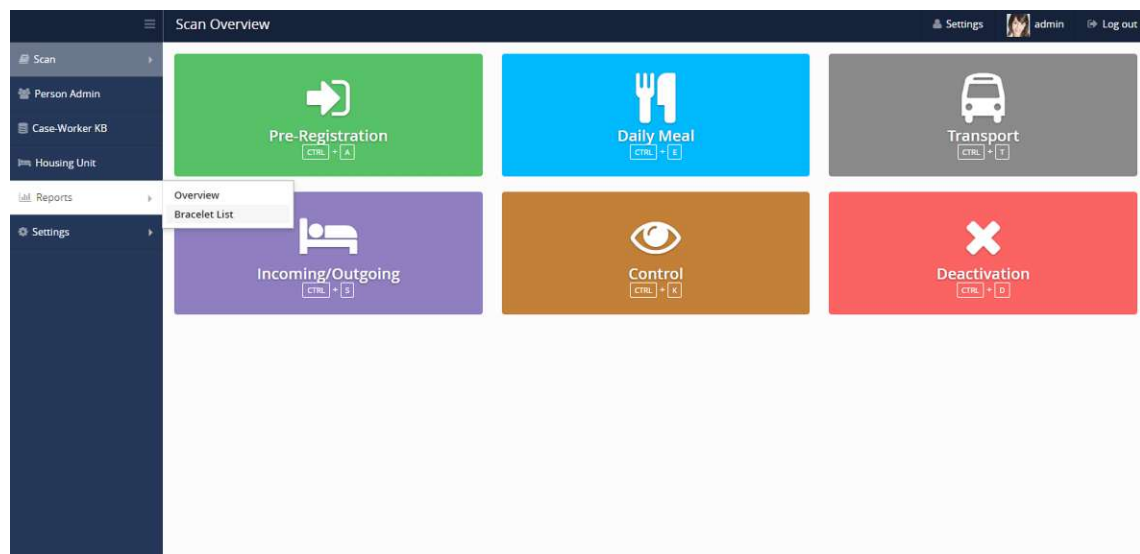 Scan Overview
Settings
admin
Log out
Scan
Person Admin
Case-Worker KB
Housing Unit
Reports
Settings
Overview
Bracelet List
Pre-Registration
CTRL + A
Daily Meal
CTRL + E
Transport
CTRL + T
Incoming/Outgoing
CTRL + S
Control
CTRL + K
Deactivation
CTRL + D